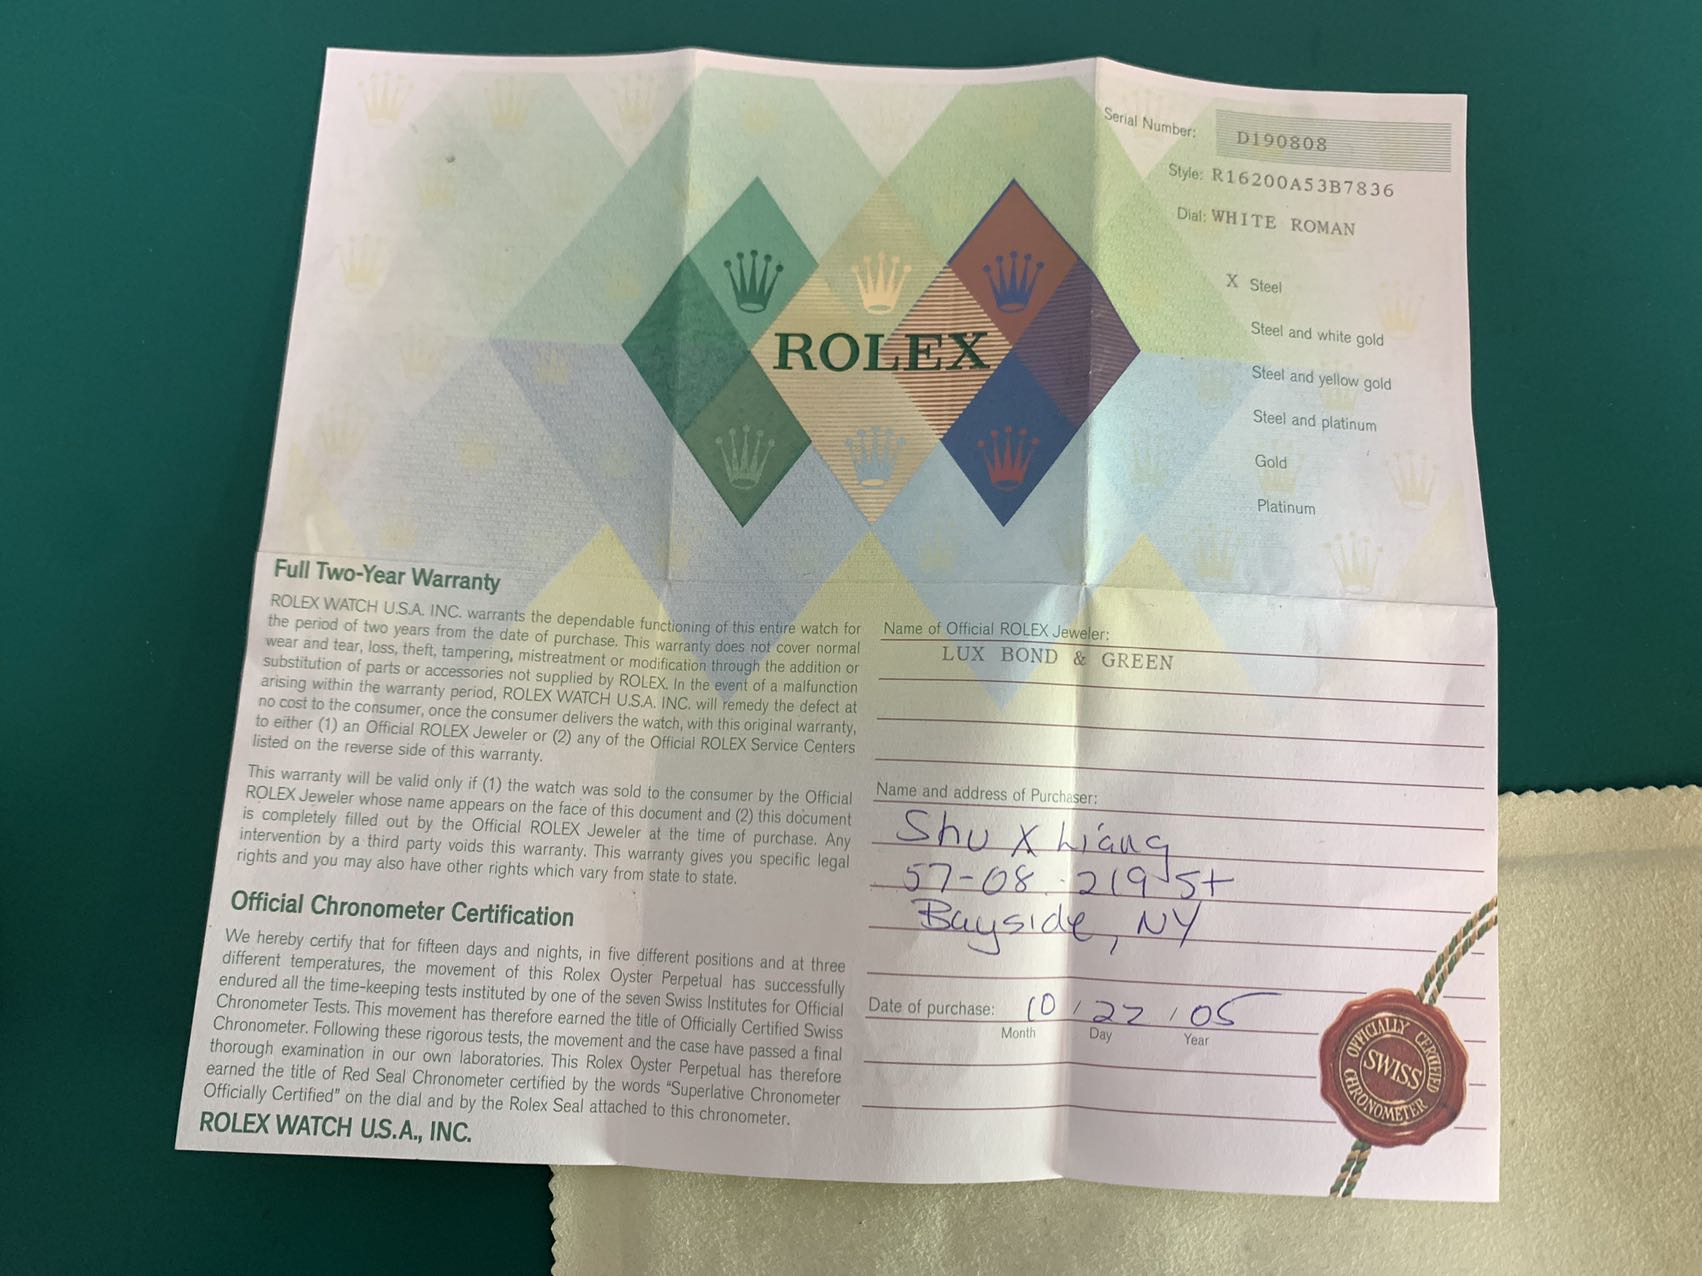 Serial Number: D190808
Style: R16200A53B7836
Dial: WHITE ROMAN
X Steel
Steel and white gold
Steel and yellow gold
Steel and platinum
Gold
Platinum
ROLEX
Full Two-Year Warranty
ROLEX WATCH U.S.A. INC. warrants the dependable functioning of this entire watch for
the period of two years from the date of purchase. This warranty does not cover normal
wear and tear, loss, theft, tampering, mistreatment or modification through the addition or
substitution of parts or accessories not supplied by ROLEX. In the event of a malfunction
arising within the warranty period, ROLEX WATCH U.S.A. INC. will remedy the defect at
no cost to the consumer, once the consumer delivers the watch, with this original warranty,
to either (1) an Official ROLEX Jeweler or (2) any of the Official ROLEX Service Centers
listed on the reverse side of this warranty.
This warranty will be valid only if (1) the watch was sold to the consumer by the Official
ROLEX Jeweler whose name appears on the face of this document and (2) this document
is completely filled out by the Official ROLEX Jeweler at the time of purchase. Any
intervention by a third party voids this warranty. This warranty gives you specific legal
rights and you may also have other rights which vary from state to state.
Official Chronometer Certification
We hereby certify that for fifteen days and nights, in five different positions and at three
different temperatures, the movement of this Rolex Oyster Perpetual has successfully
endured all the time-keeping tests instituted by one of the seven Swiss Institutes for Official
Chronometer Tests. This movement has therefore earned the title of Officially Certified Swiss
Chronometer. Following these rigorous tests, the movement and the case have passed a final
thorough examination in our own laboratories. This Rolex Oyster Perpetual has therefore
earned the title of Red Seal Chronometer certified by the words "Superlative Chronometer
Officially Certified" on the dial and by the Rolex Seal attached to this chronometer.
ROLEX WATCH U.S.A., INC.
Name of Official ROLEX Jeweler:
LUX BOND & GREEN
Name and address of Purchaser:
Shu X Liang
57-08 219 St
Bayside, NY
Date of purchase: 10 / 22 / 05
Month Day Year
OFFICIALLY CERTIFIED
SWISS
CHRONOMETER